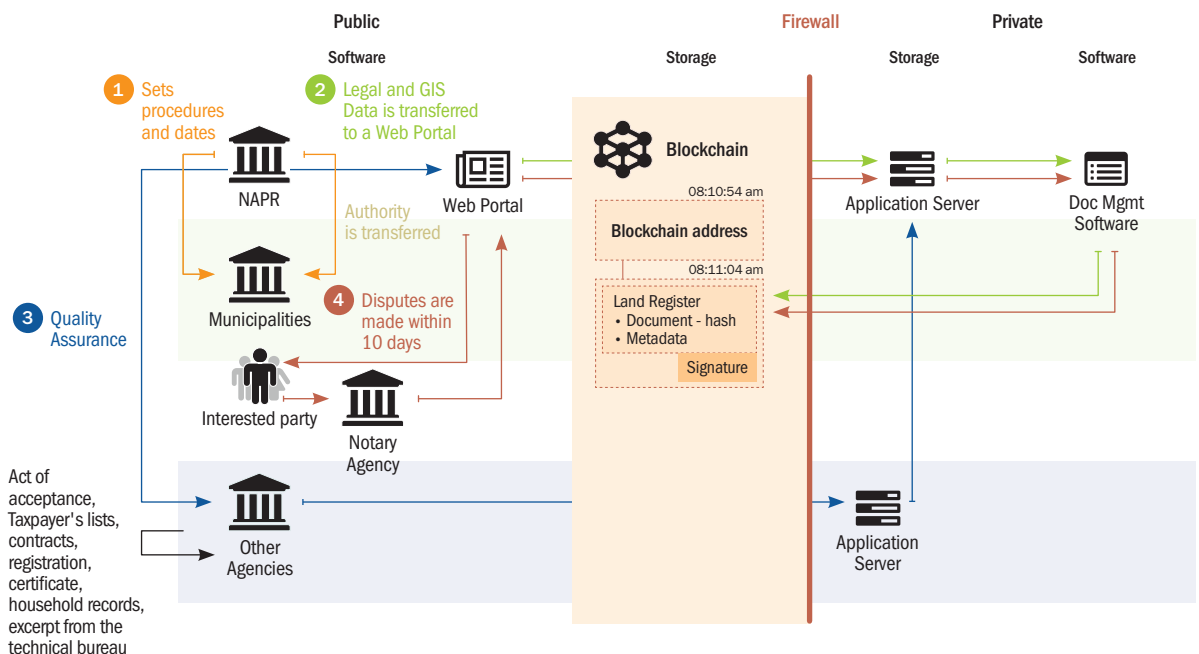 Public
Firewall
Private
Software
Storage
Storage
Software
1 Sets
procedures
and dates
2 Legal and GIS
Data is transferred
to a Web Portal
NAPR
Web Portal
Blockchain
Application Server
Doc Mgmt
Software
08:10:54 am
Blockchain address
08:11:04 am
Authority
is transferred
Municipalities
3 Quality
Assurance
4 Disputes are
made within
10 days
Land Register
• Document - hash
• Metadata
Signature
Interested party
Notary
Agency
Act of
acceptance,
Taxpayer's lists,
contracts,
registration,
certificate,
household records,
excerpt from the
technical bureau
Other
Agencies
Application
Server